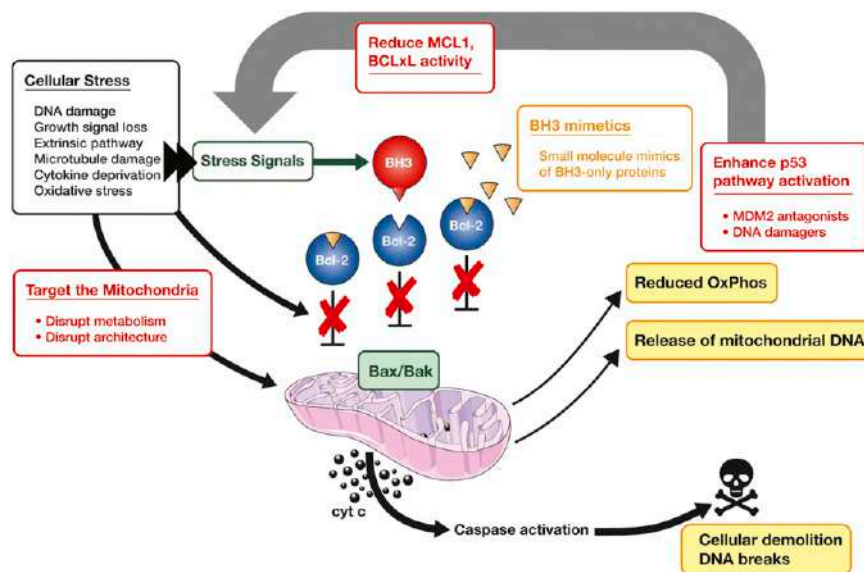 Reduce MCL1,
BCLxL activity
Cellular Stress
DNA damage
Growth signal loss
Extrinsic pathway
Microtubule damage
Cytokine deprivation
Oxidative stress
Stress Signals
BH3
BH3 mimetics
Small molecule mimics
of BH3-only proteins
Enhance p53
pathway activation
• MDM2 antagonists
• DNA damagers
Bcl-2
Bcl-2
Bcl-2
Target the Mitochondria
• Disrupt metabolism
• Disrupt architecture
Reduced OxPhos
Release of mitochondrial DNA
Bax/Bak
cyt c
Caspase activation
Cellular demolition
DNA breaks